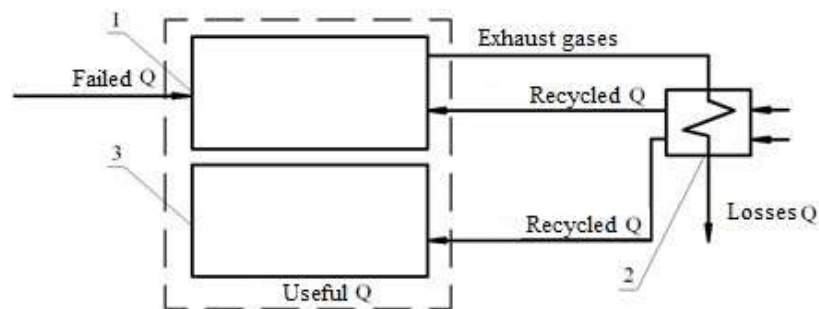 1
Exhaust gases
Failed Q
Recycled Q
3
Recycled Q
Losses Q
Useful Q
2